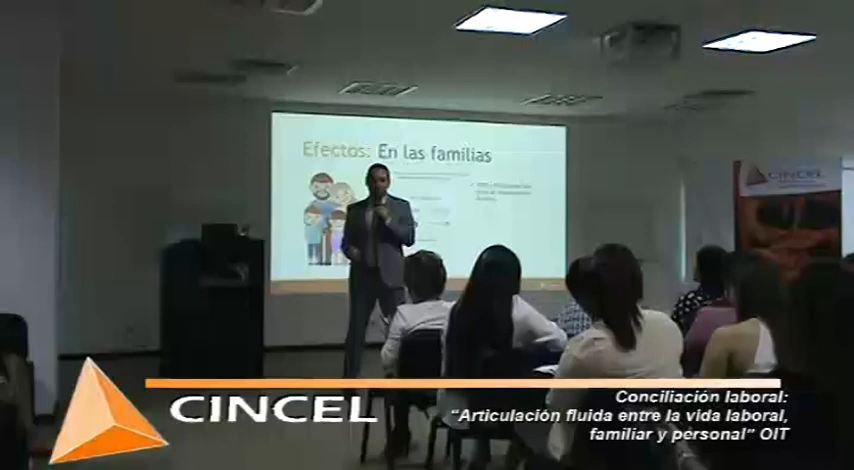 Efectos: En las familias
CINCEL
CINCEL
Conciliación laboral:
“Articulación fluida entre la vida laboral,
familiar y personal” OIT